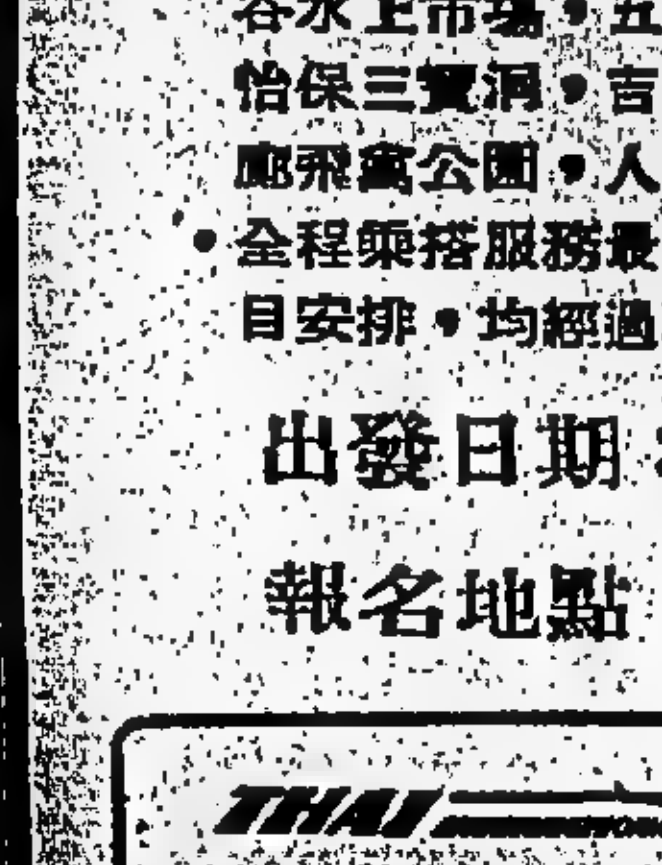 谷水上市場，五
怡保三寶洞，吉
鄺飛萬公園，人
•全程乘搭服務最
目安排，均經過
出發日期
報名地點
THAI